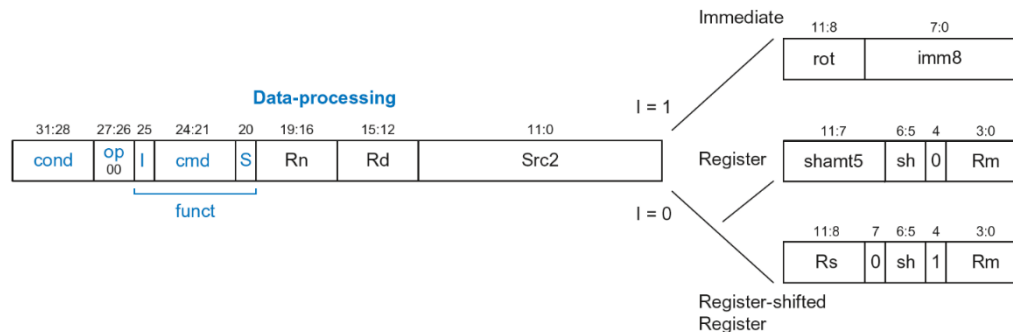 Immediate
11:8 7:0
rot imm8
Data-processing
I = 1
31:28 27:26 25 24:21 20 19:16 15:12 11:0
cond op 00 I cmd S Rn Rd Src2
funct
11:7 6:5 4 3:0
Register shamt5 sh 0 Rm
I = 0
11:8 7 6:5 4 3:0
Rs 0 sh 1 Rm
Register-shifted
Register